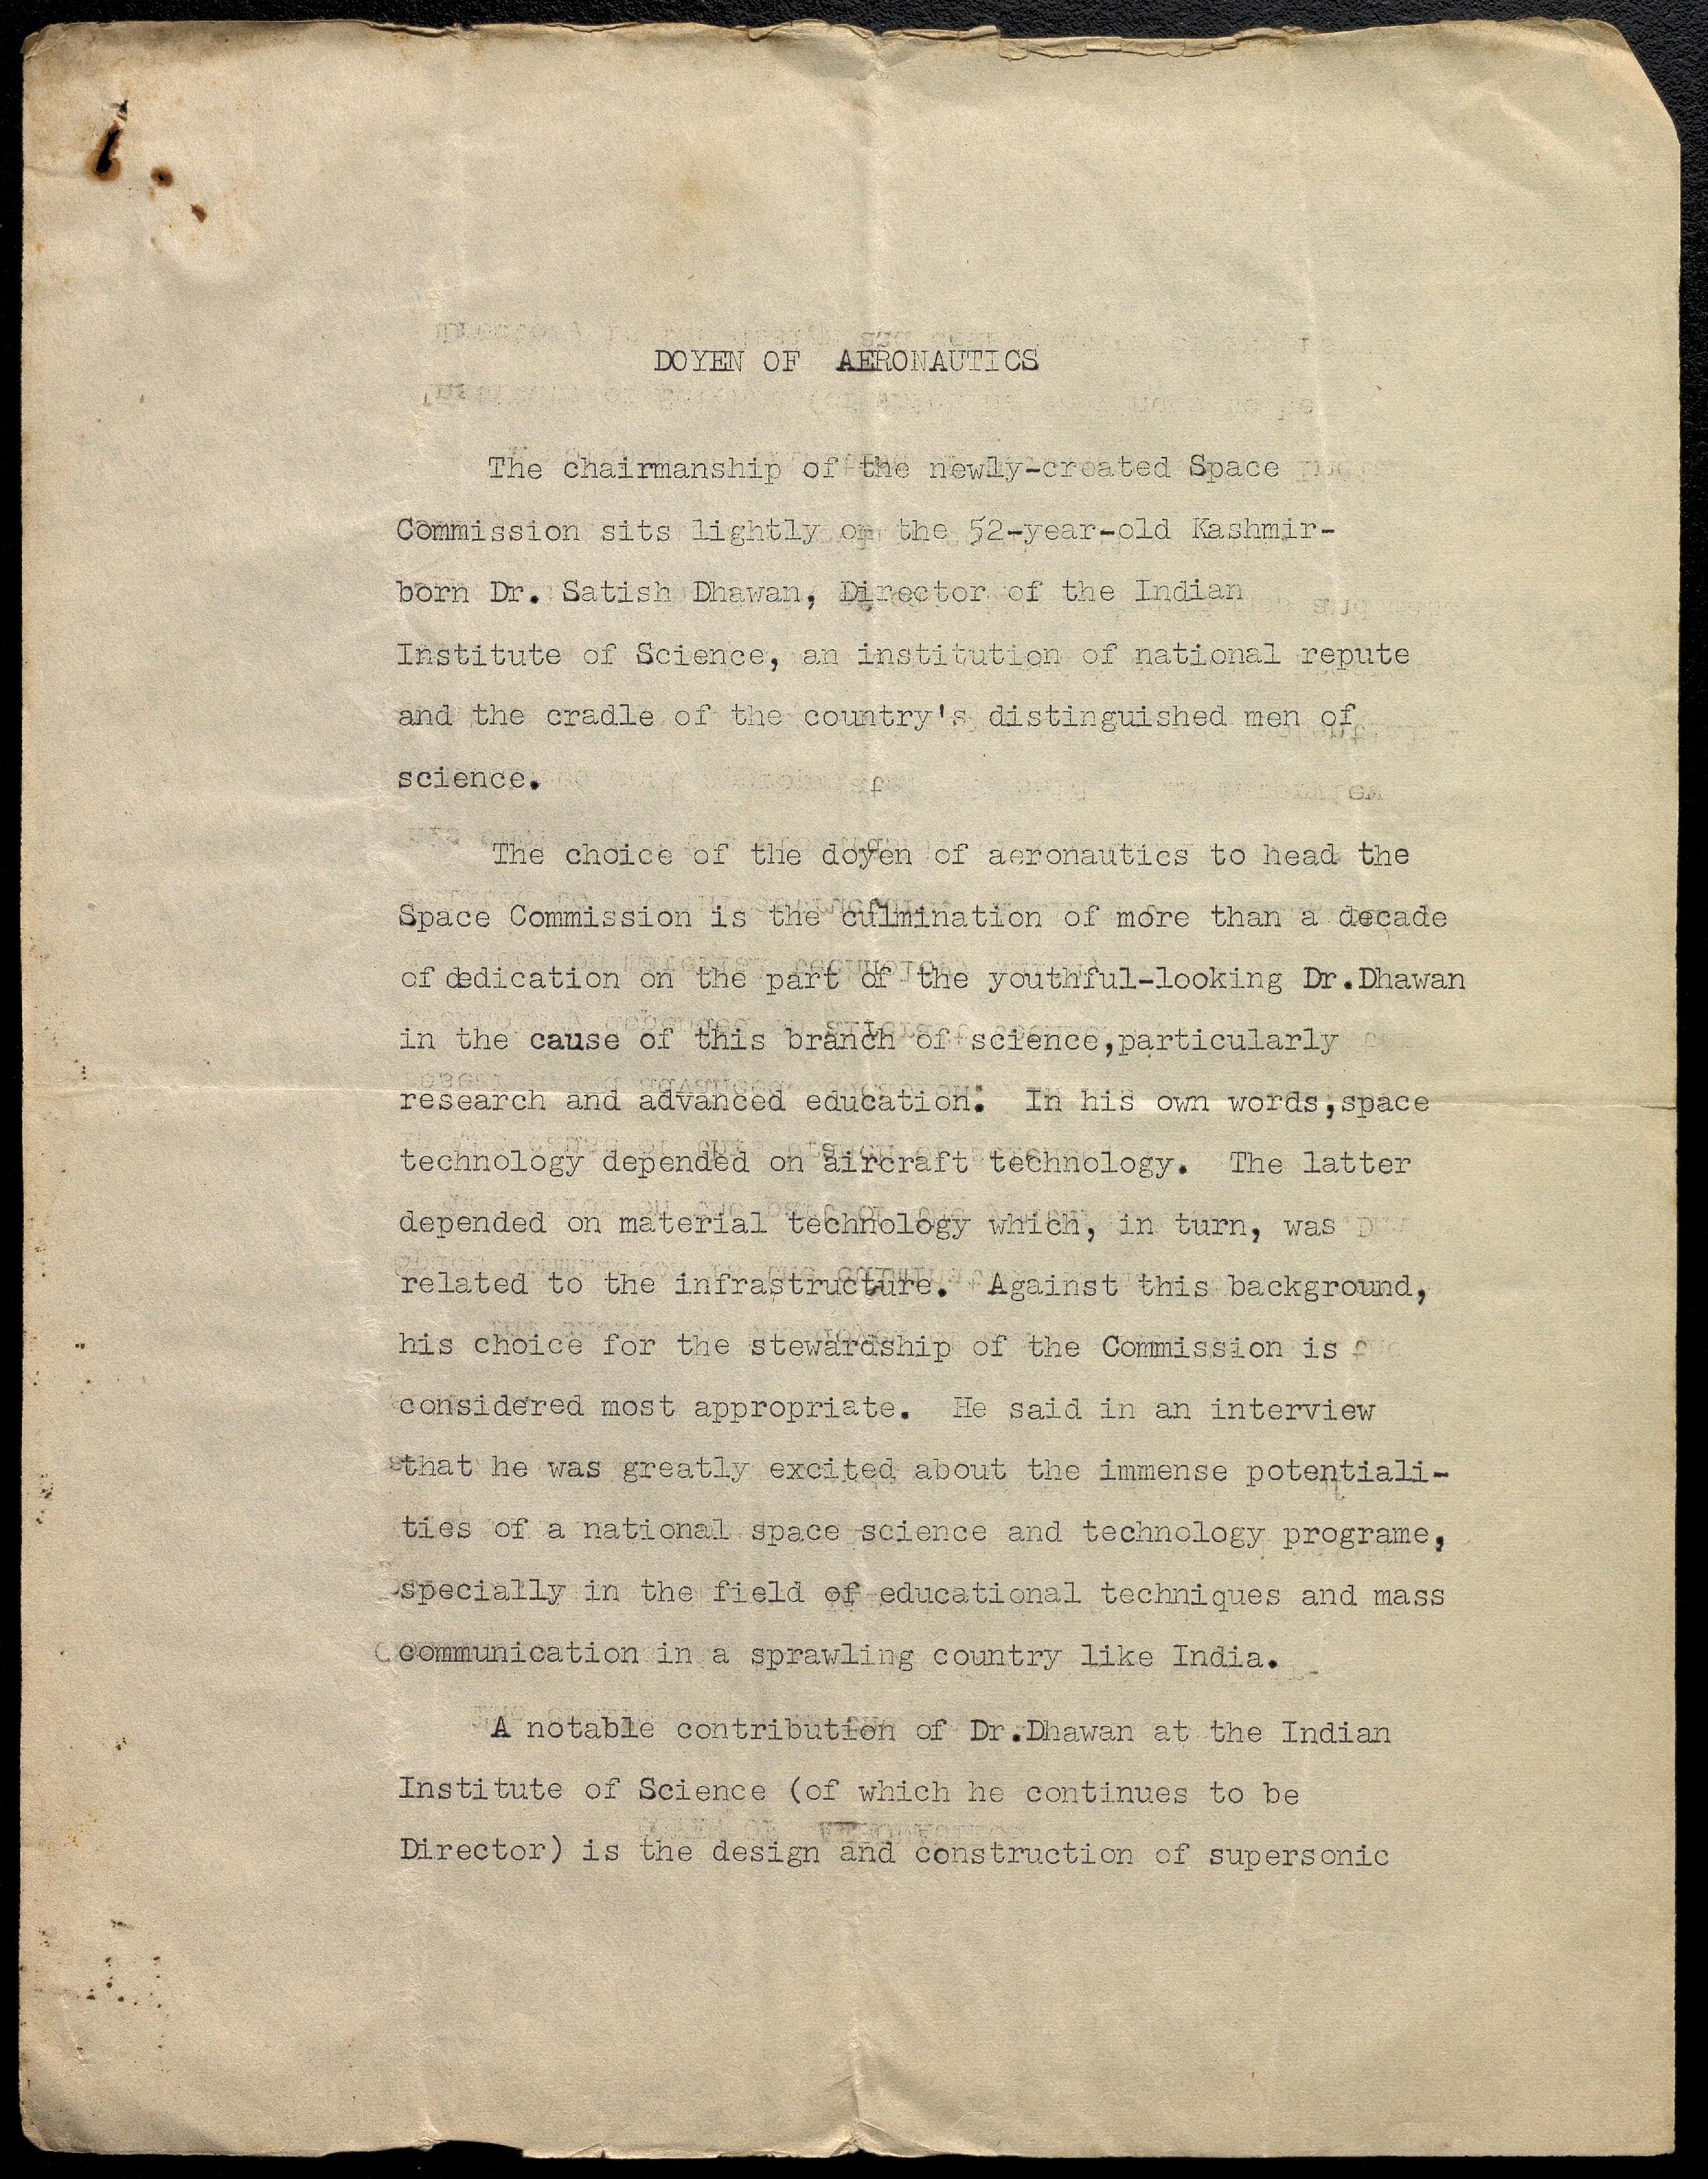 DOYEN OF AERONAUTICS
The chairmanship of the newly-created Space
Commission sits lightly on the 52-year-old Kashmir-
born Dr. Satish Dhawan, Director of the Indian
Institute of Science, an institution of national repute
and the cradle of the country's distinguished men of
science.
The choice of the doyen of aeronautics to head the
Space Commission is the culmination of more than a decade
of dedication on the part of the youthful-looking Dr.Dhawan
in the cause of this branch of science,particularly
research and advanced education. In his own words,space
technology depended on aircraft technology. The latter
depended on material technology which, in turn, was
related to the infrastructure. Against this background,
his choice for the stewardship of the Commission is
considered most appropriate. He said in an interview
that he was greatly excited about the immense potentiali-
ties of a national space science and technology programe,
specially in the field of educational techniques and mass
communication in a sprawling country like India.
A notable contribution of Dr.Dhawan at the Indian
Institute of Science (of which he continues to be
Director) is the design and construction of supersonic